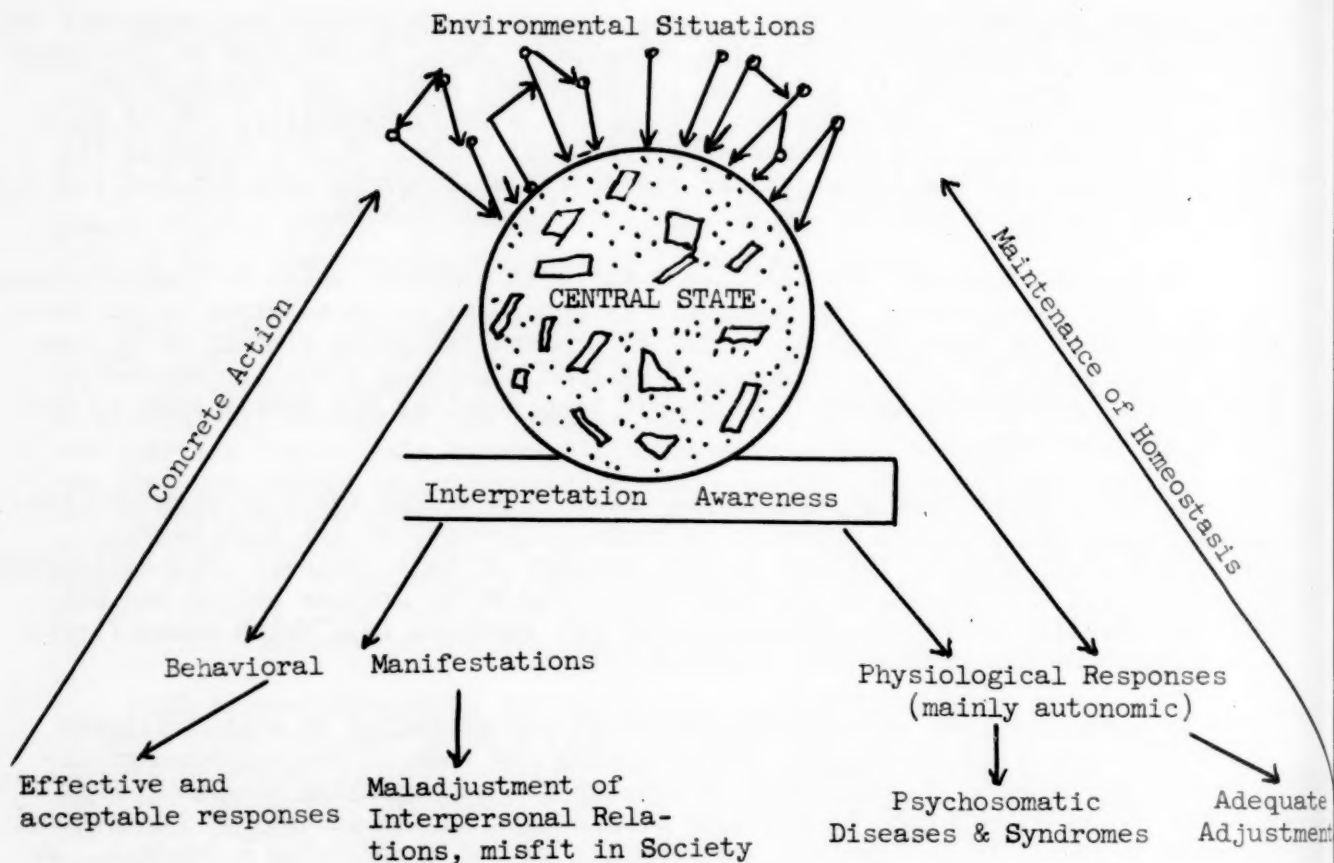 Environmental Situations
Concrete Action
Maintenance of Homeostasis
CENTRAL STATE
Interpretation Awareness
Behavioral Manifestations
Physiological Responses
(mainly autonomic)
Effective and
acceptable responses
Maladjustment of
Interpersonal Rela-
tions, misfit in Society
Psychosomatic
Diseases & Syndromes
Adequate
Adjustment